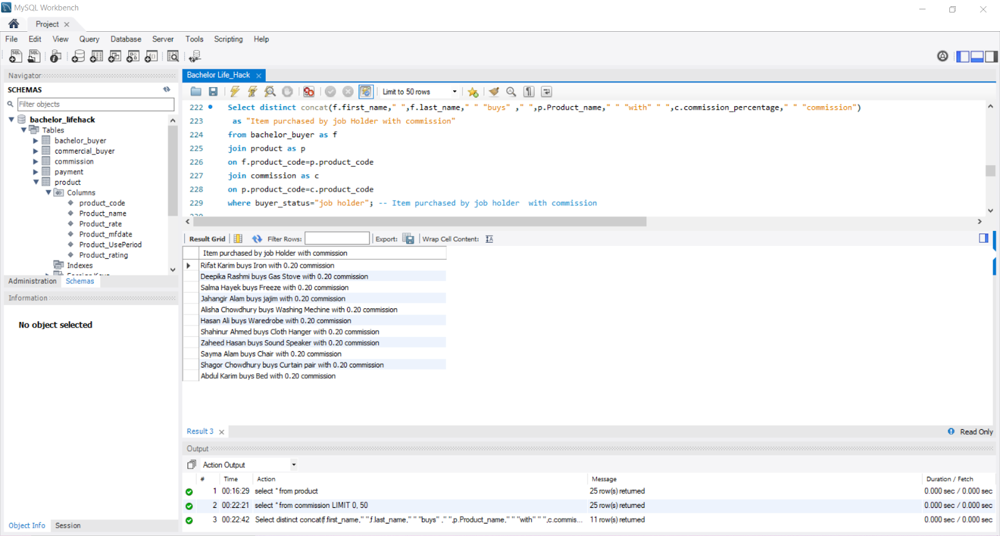 MySQL Workbench
Project
File Edit View Query Database Server Tools Scripting Help
Navigator
SCHEMAS
Filter objects
bachelor_lifehack
Tables
bachelor_buyer
commercial_buyer
commission
payment
product
Columns
product_code
Product_name
Product_rate
Product_mfdate
Product_UsePeriod
Product_rating
Indexes
Administration Schemas
Information
No object selected
Object Info Session
Bachelor Life_Hack
Limit to 50 rows
222 Select distinct concat(f.first_name," ",f.last_name," " "buys" ," ",p.Product_name," " "with" " ",c.commission_percentage," " "commission")
223 as "Item purchased by job Holder with commission"
224 from bachelor_buyer as f
225 join product as p
226 on f.product_code=p.product_code
227 join commission as c
228 on p.product_code=c.product_code
229 where buyer_status="job holder"; -- Item purchased by job holder  with commission
Result Grid Filter Rows: Export: Wrap Cell Content:
Item purchased by job Holder with commission
Rifat Karim buys Iron with 0.20 commission
Deepika Rashmi buys Gas Stove with 0.20 commission
Salma Hayek buys Freeze with 0.20 commission
Jahangir Alam buys jajim with 0.20 commission
Alisha Chowdhury buys Washing Mechine with 0.20 commission
Hasan Ali buys Waredrobe with 0.20 commission
Shahinur Ahmed buys Cloth Hanger with 0.20 commission
Zaheed Hasan buys Sound Speaker with 0.20 commission
Sayma Alam buys Chair with 0.20 commission
Shagor Chowdhury buys Curtain pair with 0.20 commission
Abdul Karim buys Bed with 0.20 commission
Result 3
Read Only
Output
Action Output
# Time Action Message Duration / Fetch
1 00:16:29 select * from product 25 row(s) returned 0.000 sec / 0.000 sec
2 00:22:21 select * from commission LIMIT 0, 50 25 row(s) returned 0.000 sec / 0.000 sec
3 00:22:42 Select distinct concat(f.first_name," ",f.last_name," " "buys" ," ",p.Product_name," " "with" " ",c.commis... 11 row(s) returned 0.000 sec / 0.000 sec